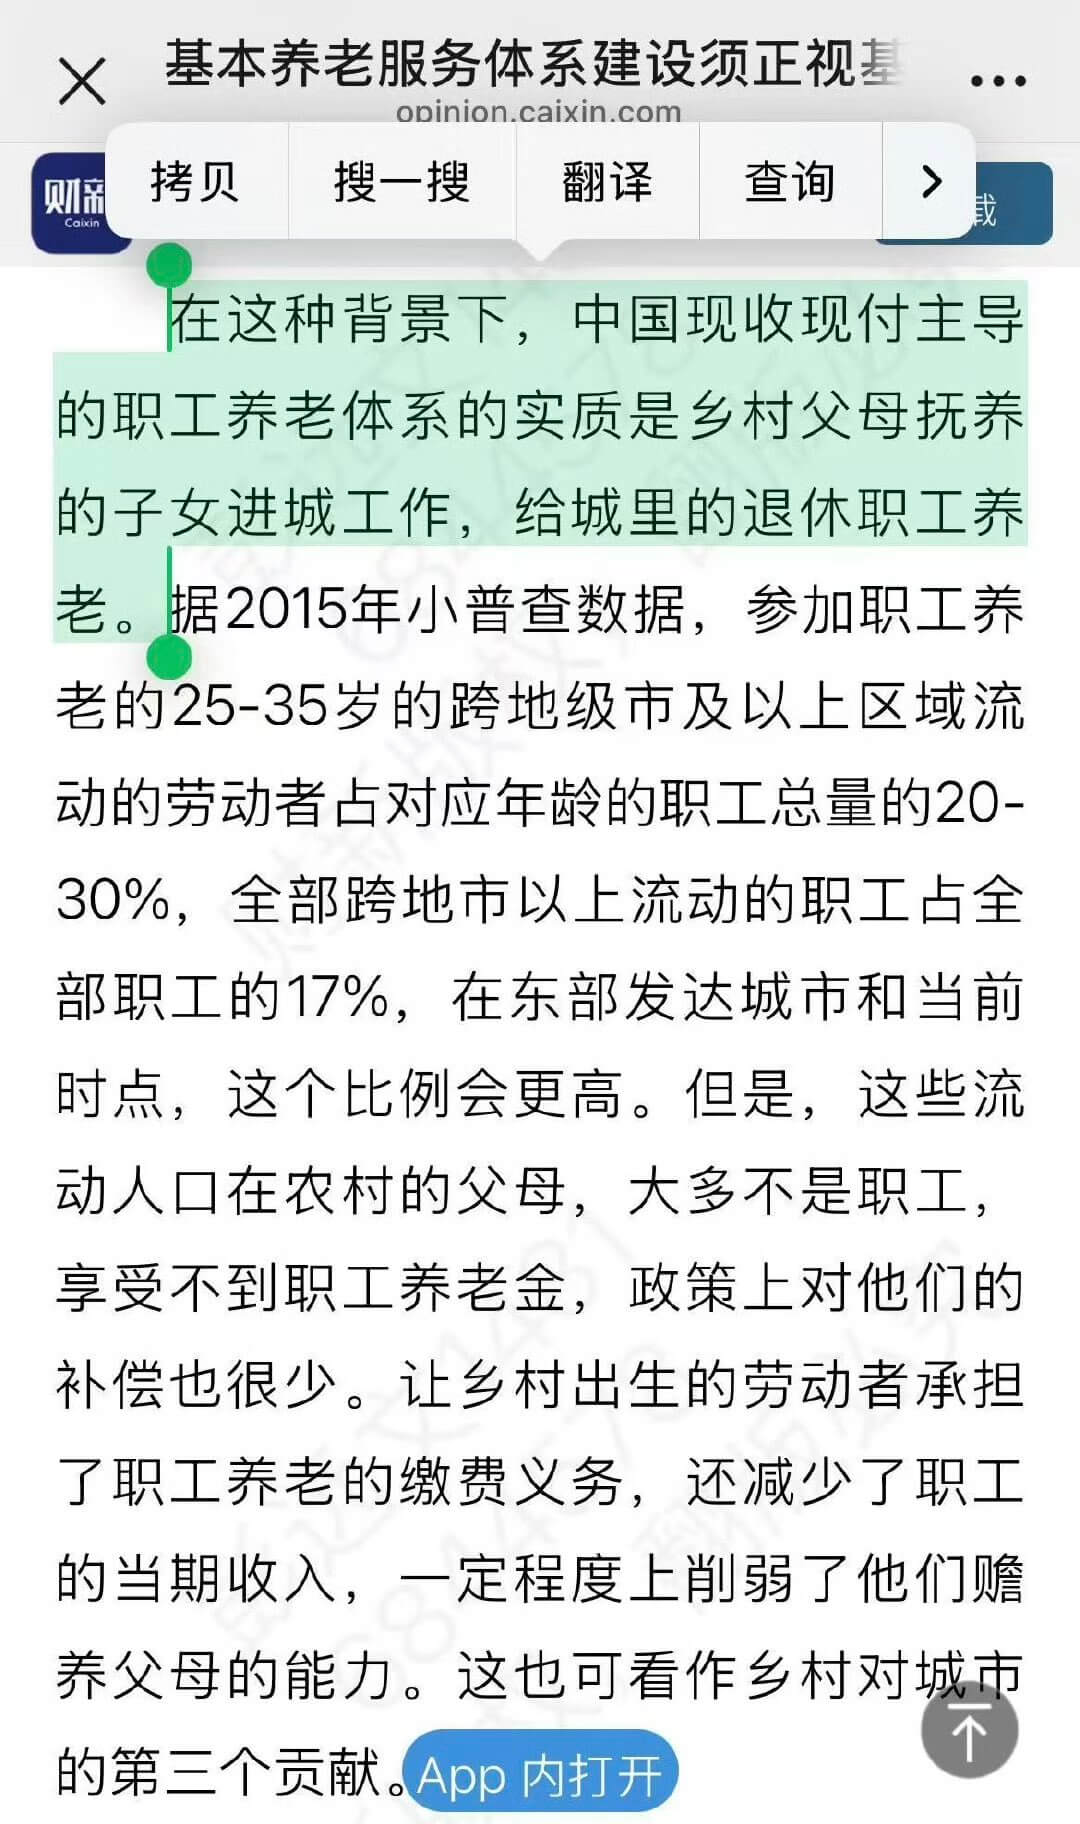 基本养老服务体系建设须正视基
opinion.caixin.com
财新
Caixin
拷贝 搜一搜 翻译 查询
载
在这种背景下，中国现收现付主导
的职工养老体系的实质是乡村父母抚养
的子女进城工作，给城里的退休职工养
老。据2015年小普查数据，参加职工养
老的25-35岁的跨地级市及以上区域流
动的劳动者占对应年龄的职工总量的20-
30%，全部跨地市以上流动的职工占全
部职工的17%，在东部发达城市和当前
时点，这个比例会更高。但是，这些流
动人口在农村的父母，大多不是职工，
享受不到职工养老金，政策上对他们的
补偿也很少。让乡村出生的劳动者承担
了职工养老的缴费义务，还减少了职工
的当期收入，一定程度上削弱了他们赡
养父母的能力。这也可看作乡村对城市
的第三个贡献。
App 内打开